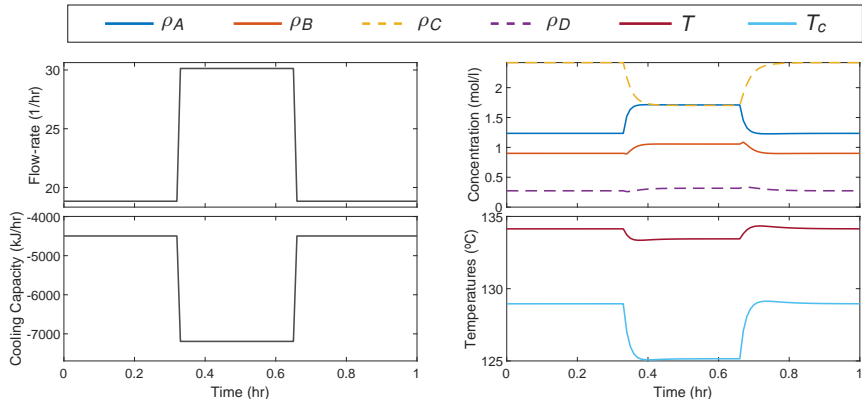 ρA ρB ρC ρD T Tc
30
25
20
Flow-rate (1/hr)
2
1.5
1
0.5
0
Concentration (mol/l)
-4000
-5000
-6000
-7000
Cooling Capacity (kJ/hr)
0 0.2 0.4 0.6 0.8 1
Time (hr)
135
130
125
Temperatures (ºC)
0 0.2 0.4 0.6 0.8 1
Time (hr)